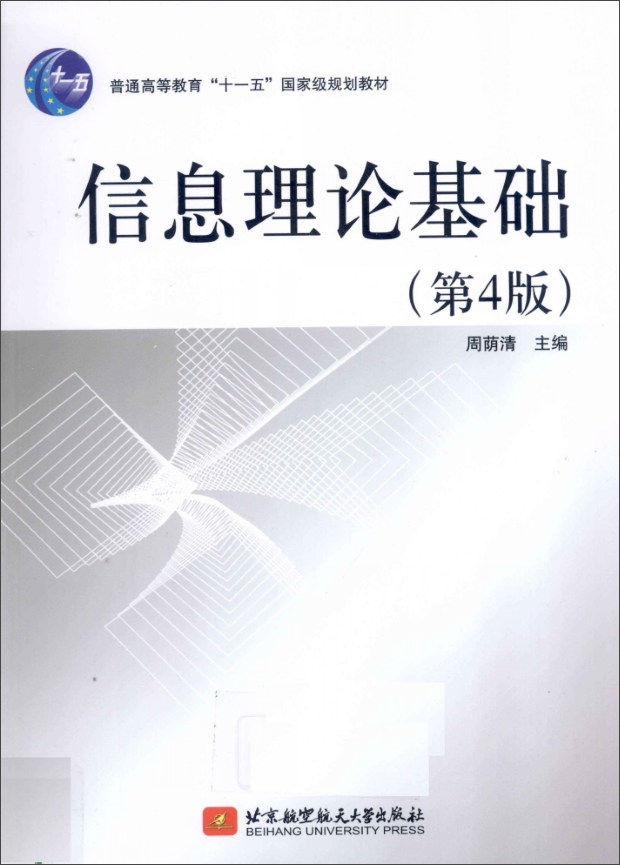 十一五
普通高等教育“十一五”国家级规划教材
信息理论基础
（第4版）
周荫清 主编
北京航空航天大学出版社
BEIHANG UNIVERSITY PRESS